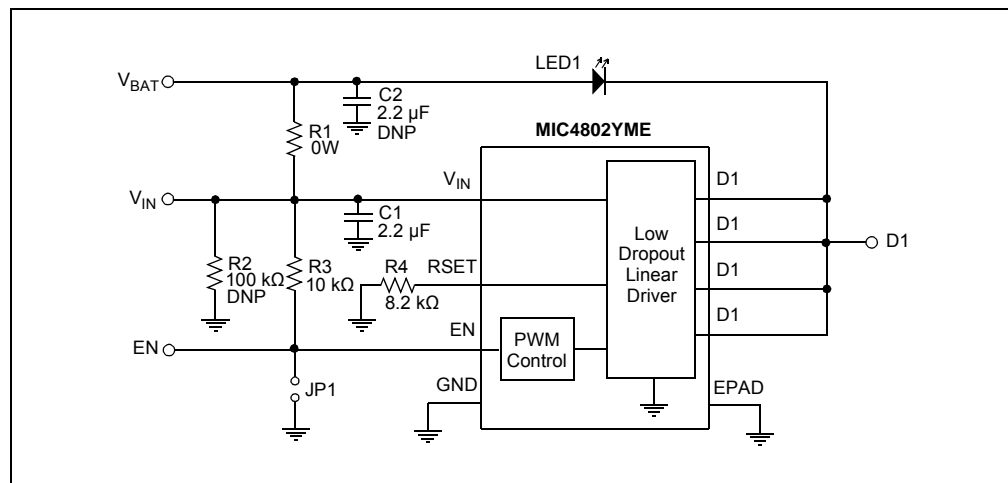 LED1
VBAT
C2
2.2 µF
DNP
R1
0W
MIC4802YME
VIN
VIN
D1
C1
2.2 µF
D1
D1
Low
Dropout
Linear
Driver
R2
100 kΩ
DNP
R3
10 kΩ
R4
8.2 kΩ
RSET
D1
D1
EN
EN
PWM
Control
JP1
GND
EPAD